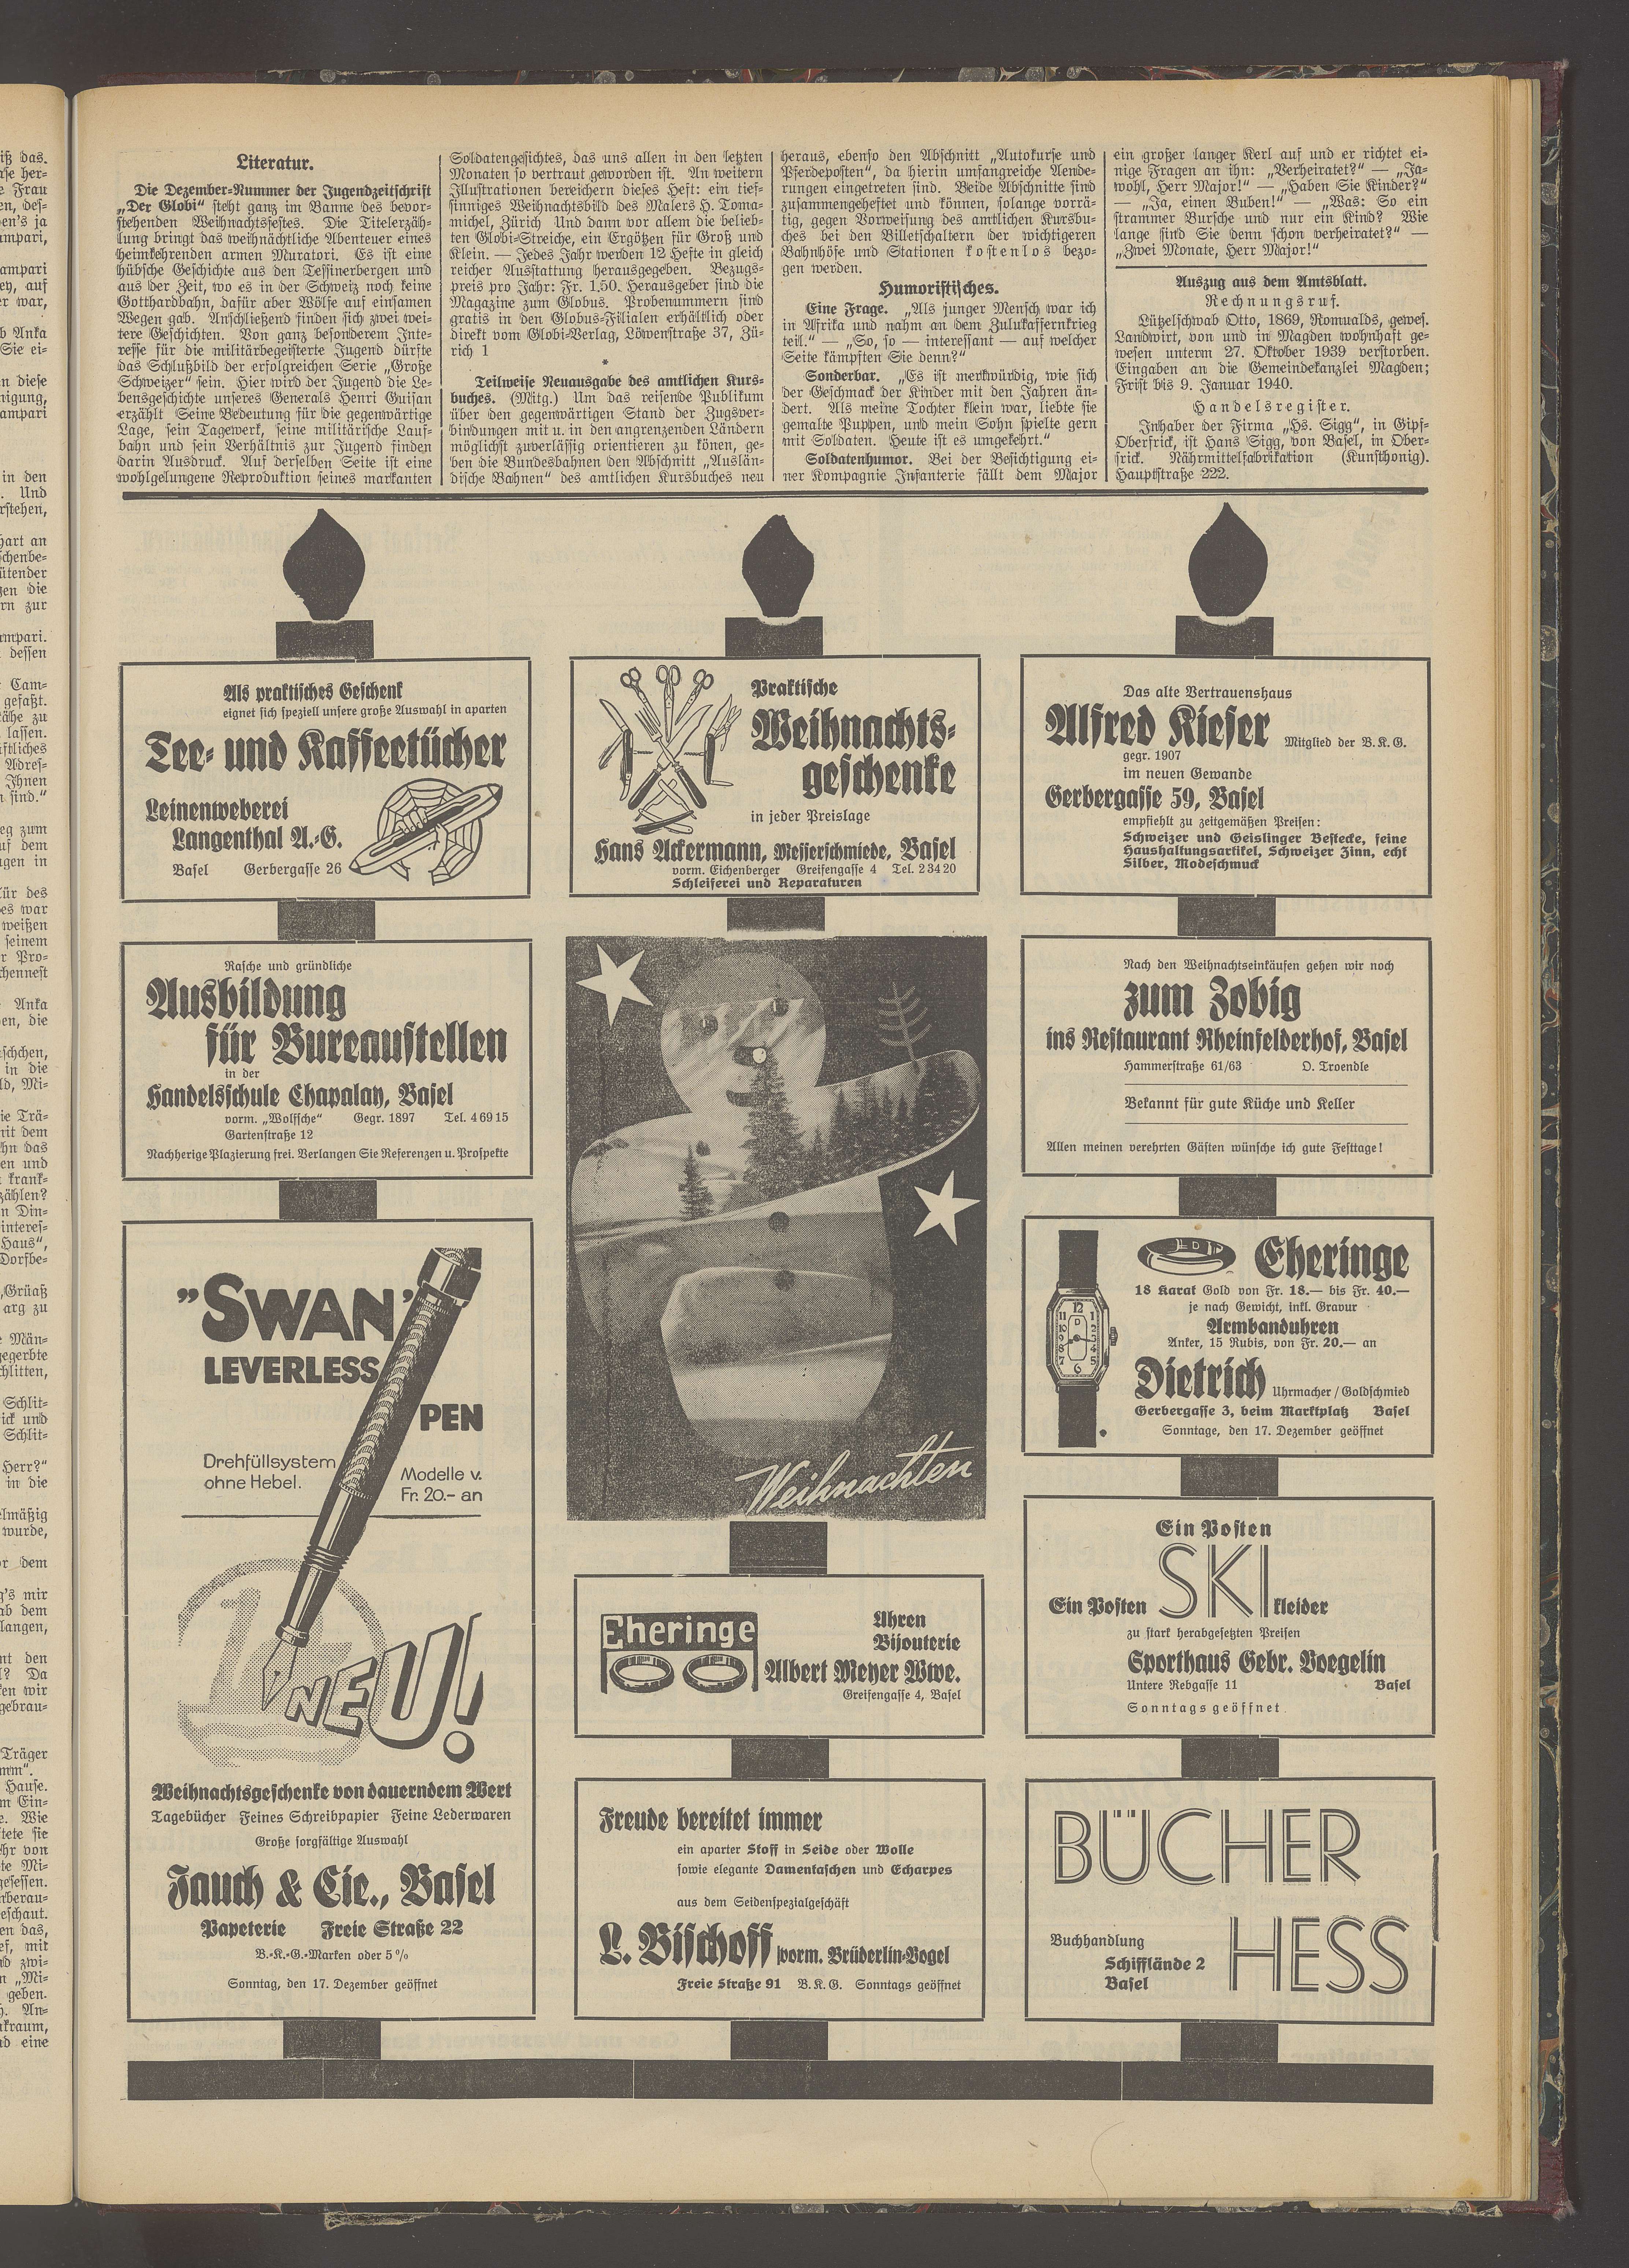 Literatur.
Die Dezember-Nummer der Jugendzeitschrift
„Der Globi“ steht ganz im Banne des bevor-
stehenden Weihnachtsfestes. Die Titelerzäh-
lung bringt das weihnächtliche Abenteuer eines
heimkehrenden armen Muratori. Es ist eine
hübsche Geschichte aus den Tessinerbergen und
aus der Zeit, wo es in der Schweiz noch keine
Gotthardbahn, dafür aber Wölfe auf einsamen
Wegen gab. Anschließend finden sich zwei wei-
tere Geschichten. Von ganz besonderem Inte-
resse für die militärbegeisterte Jugend dürfte
das Schlußbild der erfolgreichen Serie „Große
Schweizer“ sein. Hier wird der Jugend die Le-
bensgeschichte unseres Generals Henri Guisan
erzählt Seine Bedeutung für die gegenwärtige
Lage, sein Tagewerk, seine militärische Lauf-
bahn und sein Verhältnis zur Jugend finden
darin Ausdruck. Auf derselben Seite ist eine
wohlgelungene Reproduktion seines markanten
Soldatengesichtes, das uns allen in den letzten
Monaten so vertraut geworden ist. An weitern
Illustrationen bereichern dieses Heft: ein tief-
sinniges Weihnachtsbild des Malers H. Toma-
michel, Zürich Und dann vor allem die belieb-
ten Globi-Streiche, ein Ergötzen für Groß und
Klein. — Jedes Jahr werden 12 Hefte in gleich
reicher Ausstattung herausgegeben. Bezugs-
preis pro Jahr: Fr. 1.50. Herausgeber sind die
Magazine zum Globus. Probenummern sind
gratis in den Globus-Filialen erhältlich oder
direkt vom Globi-Verlag, Löwenstraße 37, Zü-
rich 1
*
Teilweise Neuausgabe des amtlichen Kurs-
buches. (Mitg.) Um das reisende Publikum
über den gegenwärtigen Stand der Zugsver-
bindungen mit u. in den angrenzenden Ländern
möglichst zuverlässig orientieren zu könen, ge-
ben die Bundesbahnen den Abschnitt „Auslän-
dische Bahnen“ des amtlichen Kursbuches neu
heraus, ebenso den Abschnitt „Autokurse und
Pferdeposten“, da hierin umfangreiche Aende-
rungen eingetreten sind. Beide Abschnitte sind
zusammengeheftet und können, solange vorrä-
tig, gegen Vorweisung des amtlichen Kursbu-
ches bei den Billetschaltern der wichtigeren
Bahnhöfe und Stationen kostenlos bezo-
gen werden.
Humoristisches.
Eine Frage. „Als junger Mensch war ich
in Afrika und nahm an dem Zulukaffernkrieg
teil.“ — „So, so — interessant — auf welcher
Seite kämpften Sie denn?“
Sonderbar. „Es ist merkwürdig, wie sich
der Geschmack der Kinder mit den Jahren än-
dert. Als meine Tochter klein war, liebte sie
gemalte Puppen, und mein Sohn spielte gern
mit Soldaten. Heute ist es umgekehrt.“
Soldatenhumor. Bei der Besichtigung ei-
ner Kompagnie Infanterie fällt dem Major
ein großer langer Kerl auf und er richtet ei-
nige Fragen an ihn: „Verheiratet?“ — „Ja-
wohl, Herr Major!“ — „Haben Sie Kinder?“
— „Ja, einen Buben!“ — „Was: So ein
strammer Bursche und nur ein Kind? Wie
lange sind Sie denn schon verheiratet?“ —
„Zwei Monate, Herr Major!“
Auszug aus dem Amtsblatt.
Rechnungsruf.
Lützelschwab Otto, 1869, Romualds, gewes.
Landwirt, von und in Magden wohnhaft ge-
wesen unterm 27. Oktober 1939 verstorben.
Eingaben an die Gemeindekanzlei Magden;
Frist bis 9. Januar 1940.
Handelsregister.
Inhaber der Firma „Hs. Sigg“, in Gipf-
Oberfrick, ist Hans Sigg, von Basel, in Ober-
frick. Nährmittelfabrikation (Kunsthonig).
Hauptstraße 222.
Als praktisches Geschenk
eignet sich speziell unsere große Auswahl in aparten
Tee- und Kaffeetücher
Leinenweberei
Langenthal A.-G.
Basel Gerbergasse 26
Praktische
Weihnachts-
geschenke
in jeder Preislage
Hans Ackermann, Messerschmiede, Basel
vorm. Eichenberger Greifengasse 4 Tel. 2 34 20
Schleiferei und Reparaturen
Das alte Vertrauenshaus
Alfred Kieser Mitglied der B.K.G.
gegr. 1907
im neuen Gewande
Gerbergasse 59, Basel
empfiehlt zu zeitgemäßen Preisen:
Schweizer und Geislinger Bestecke, feine
Haushaltungsartikel, Schweizer Zinn, echt
Silber, Modeschmuck
Rasche und gründliche
Ausbildung
für Bureaustellen
in der
Handelsschule Chapalay, Basel
vorm. „Wolffsche“ Gegr. 1897 Tel. 4 69 15
Gartenstraße 12
Nachherige Plazierung frei. Verlangen Sie Referenzen u. Prospekte
Weihnachten
Nach den Weihnachtseinkäufen gehen wir noch
zum Zobig
ins Restaurant Rheinfelderhof, Basel
Hammerstraße 61/63 O. Troendle
Bekannt für gute Küche und Keller
Allen meinen verehrten Gästen wünsche ich gute Festtage!
"SWAN"
LEVERLESS
PEN
Drehfüllsystem
ohne Hebel.
Modelle v.
Fr. 20.- an
NEU!
Weihnachtsgeschenke von dauerndem Wert
Tagebücher Feines Schreibpapier Feine Lederwaren
Große sorgfältige Auswahl
Jauch & Cie., Basel
Papeterie Freie Straße 22
B.-K.-G.-Marken oder 5%
Sonntag, den 17. Dezember geöffnet
Eheringe
18 Karat Gold von Fr. 18.— bis Fr. 40.—
je nach Gewicht, inkl. Gravur
Armbanduhren
Anker, 15 Rubis, von Fr. 20.— an
Dietrich Uhrmacher / Goldschmied
Gerbergasse 3, beim Marktplatz Basel
Sonntage, den 17. Dezember geöffnet
Eheringe
Uhren
Bijouterie
Albert Meyer Wwe.
Greifengasse 4, Basel
Ein Posten
Ein Posten SKI kleider
zu stark herabgesetzten Preisen
Sporthaus Gebr. Voegelin
Untere Rebgasse 11 Basel
Sonntags geöffnet
Freude bereitet immer
ein aparter Stoff in Seide oder Wolle
sowie elegante Damentaschen und Echarpes
aus dem Seidenspezialgeschäft
L. Bischoff vorm. Brüderlin-Vogel
Freie Straße 91 B.K.G. Sonntags geöffnet
BÜCHER
HESS
Buchhandlung
Schifflände 2
Basel